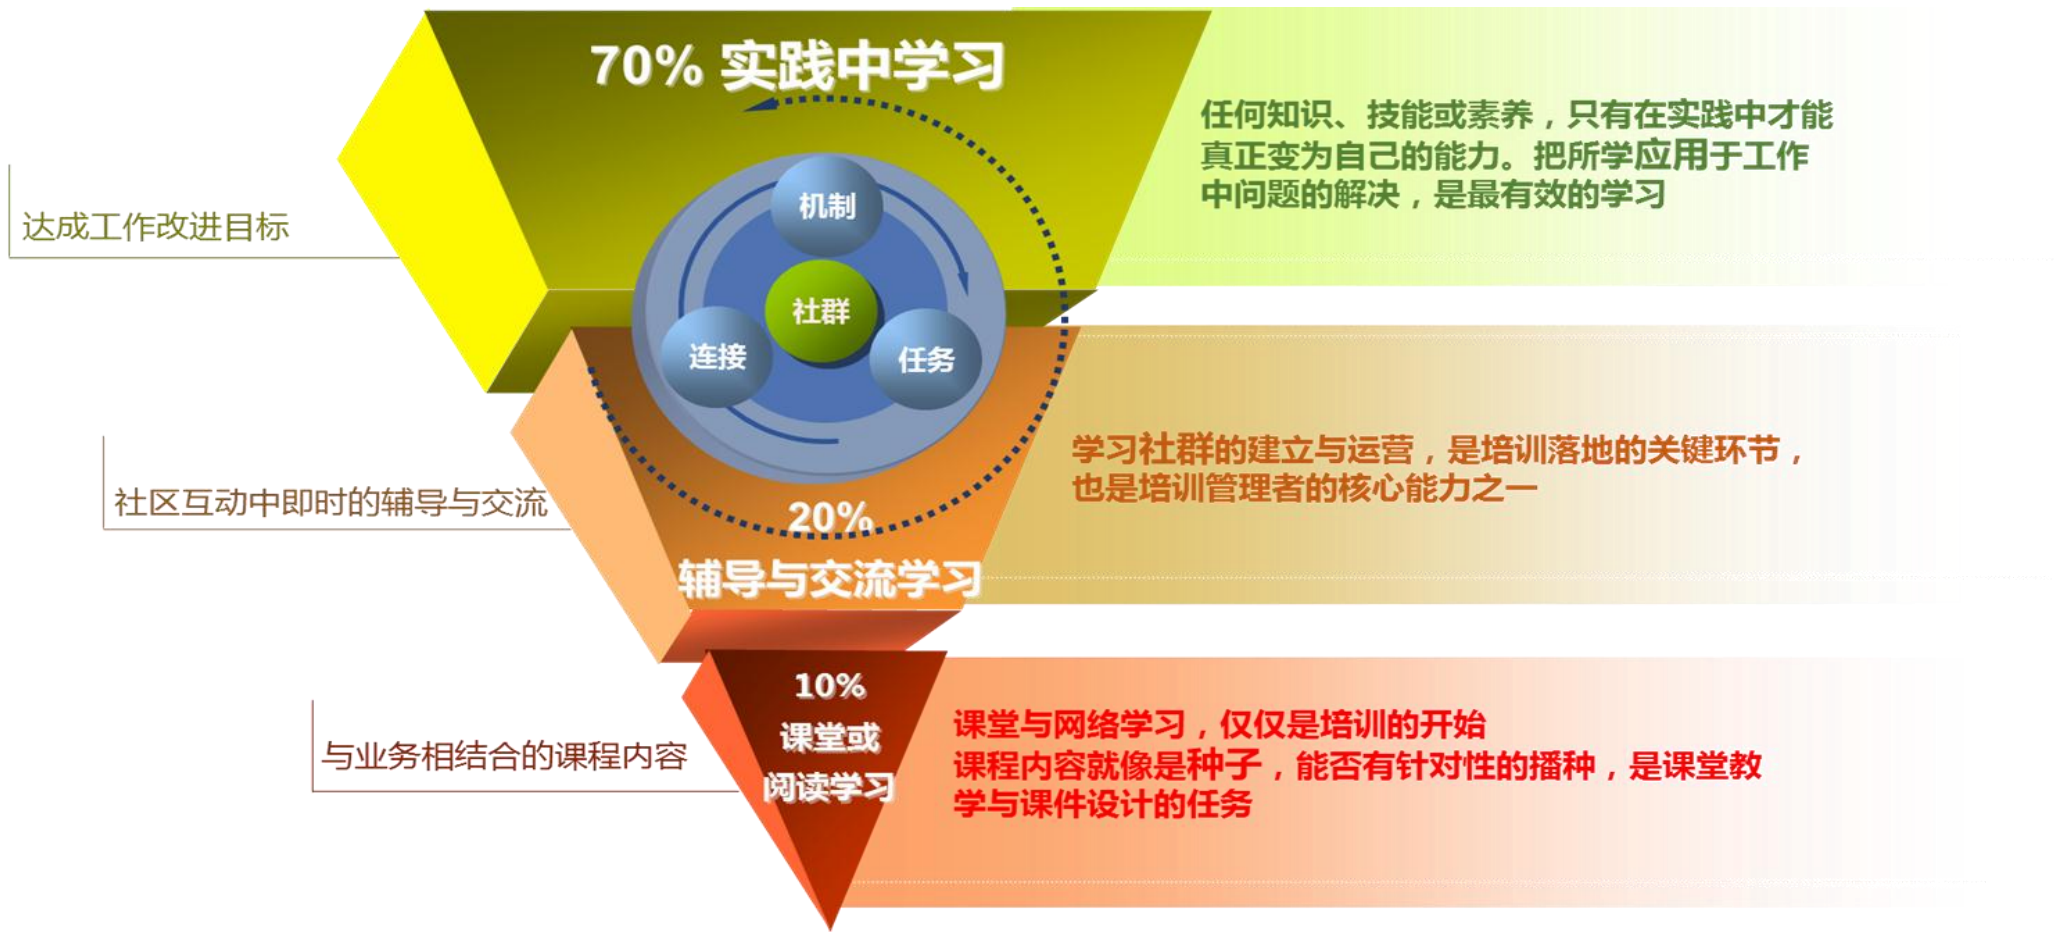 70% 实践中学习
任何知识、技能或素养，只有在实践中才能
真正变为自己的能力。把所学应用于工作
中问题的解决，是最有效的学习
达成工作改进目标
机制
社群
连接
任务
学习社群的建立与运营，是培训落地的关键环节，
也是培训管理者的核心能力之一
社区互动中即时的辅导与交流
20%
辅导与交流学习
10%
课堂或
阅读学习
课堂与网络学习，仅仅是培训的开始
课程内容就像是种子，能否有针对性的播种，是课堂教
学与课件设计的任务
与业务相结合的课程内容